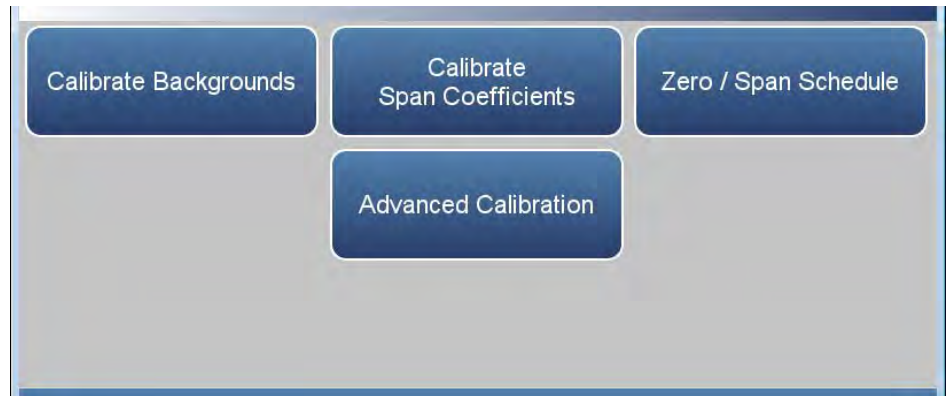 Calibrate Backgrounds
Calibrate
Span Coefficients
Zero / Span Schedule
Advanced Calibration